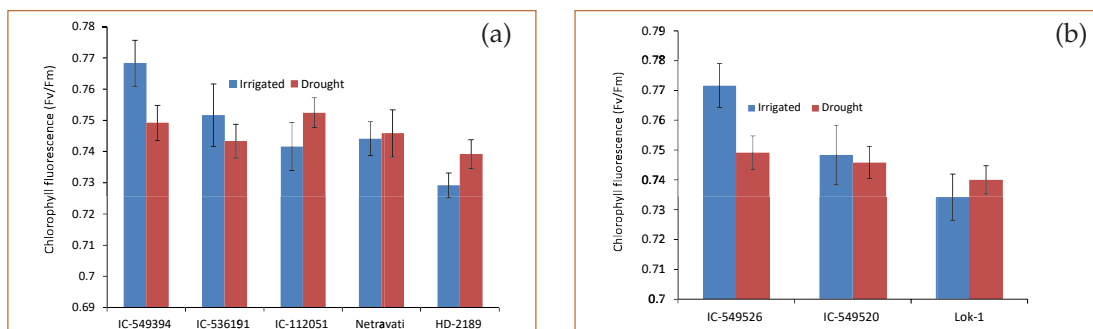 (a)
Chlorophyll fluorescence (Fv/Fm)
0.78
0.77
0.76
0.75
0.74
0.73
0.72
0.71
0.7
0.69
Irrigated Drought
IC-549394 IC-536191 IC-112051 Netravati HD-2189
(b)
Chlorophyll fluorescence (Fv/Fm)
0.79
0.78
0.77
0.76
0.75
0.74
0.73
0.72
0.71
0.7
Irrigated Drought
IC-549526 IC-549520 Lok-1